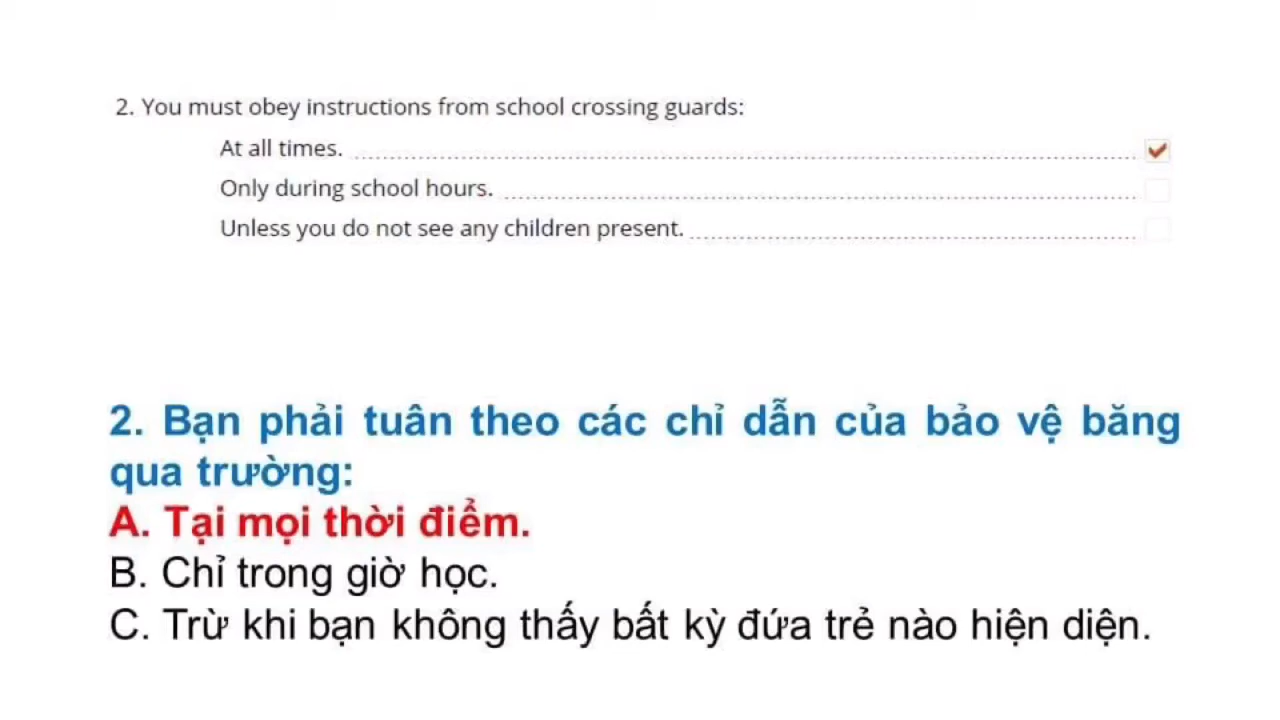 2. You must obey instructions from school crossing guards:
At all times.
Only during school hours.
Unless you do not see any children present.
2. Bạn phải tuân theo các chỉ dẫn của bảo vệ băng
qua trường:
A. Tại mọi thời điểm.
B. Chỉ trong giờ học.
C. Trừ khi bạn không thấy bất kỳ đứa trẻ nào hiện diện.